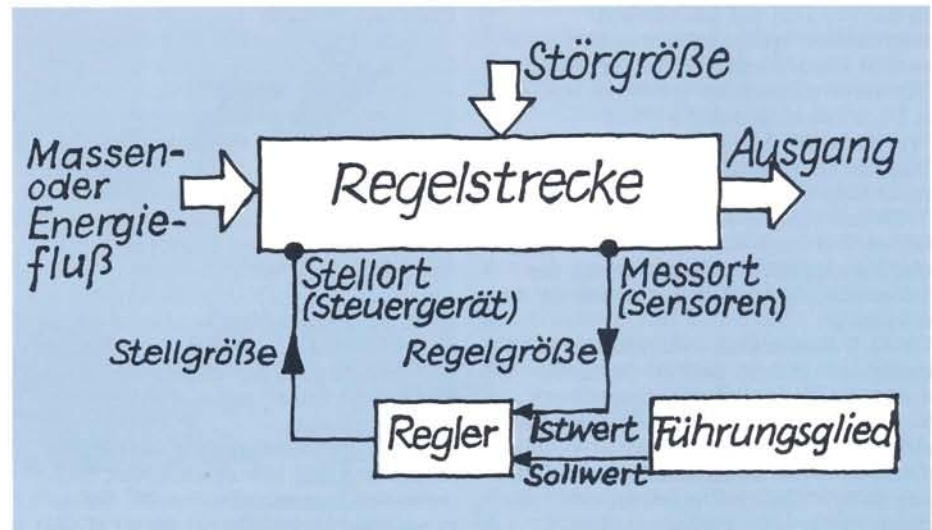 Störgröße
Massen-
oder
Energie-
fluß
Regelstrecke
Ausgang
Stellort
(Steuergerät)
Messort
(Sensoren)
Stellgröße
Regelgröße
Regler
Istwert
Führungsglied
Sollwert